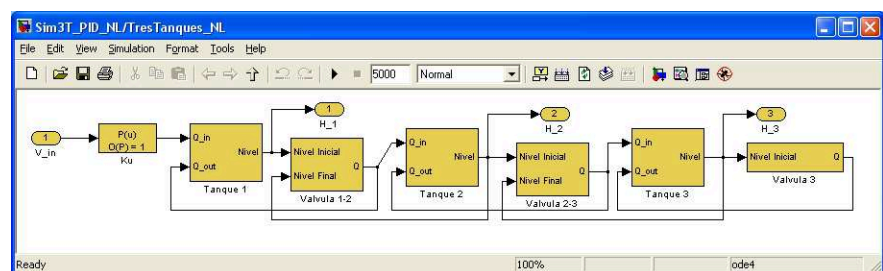 Sim3T_PID_NL/TresTanques_NL
File Edit View Simulation Format Tools Help
5000 Normal
1
V_in
P(u)
O(P) = 1
Ku
Q_in
Q_out
Nivel
Tanque 1
1
H_1
Nivel Inicial
Nivel Final
Q
Valvula 1-2
Q_in
Q_out
Nivel
Tanque 2
2
H_2
Nivel Inicial
Nivel Final
Q
Valvula 2-3
Q_in
Q_out
Nivel
Tanque 3
3
H_3
Nivel Inicial
Q
Valvula 3
Ready 100% ode4